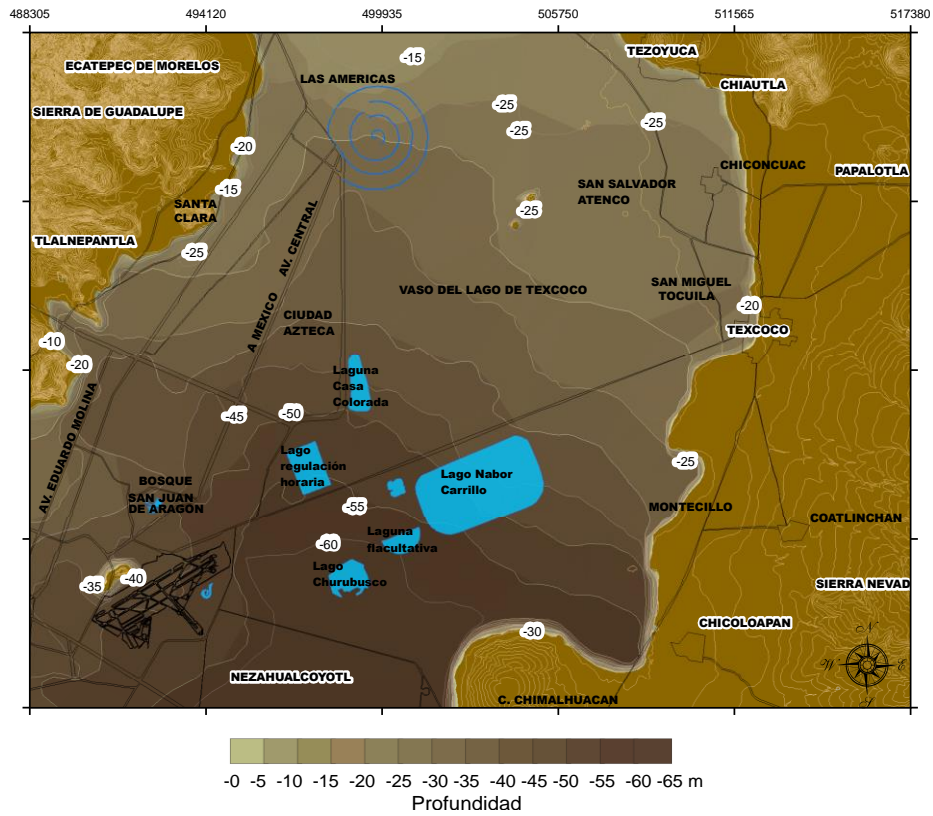 488305 494120 499935 505750 511565 517380
-15
TEZOYUCA
ECATEPEC DE MORELOS
LAS AMERICAS
CHIAUTLA
-25
SIERRA DE GUADALUPE
-25
-25
-20
CHICONCUAC
PAPALOTLA
-15
SAN SALVADOR
ATENCO
SANTA
CLARA
-25
TLALNEPANTLA
-25
AV. CENTRAL
A MEXICO
VASO DEL LAGO DE TEXCOCO
SAN MIGUEL
TOCUILA
-20
CIUDAD
AZTECA
TEXCOCO
-10
-20
Laguna
Casa
Colorada
AV. EDUARDO MOLINA
-45
-50
Lago
regulación
horaria
-25
Lago Nabor
Carrillo
BOSQUE
SAN JUAN
DE ARAGÓN
-55
MONTECILLO
COATLINCHAN
Laguna
flacultativa
-60
Lago
Churubusco
-40
-35
SIERRA NEVAD
CHICOLOAPAN
-30
N
W E
S
NEZAHUALCOYOTL
C. CHIMALHUACAN
-0 -5 -10 -15 -20 -25 -30 -35 -40 -45 -50 -55 -60 -65 m
Profundidad